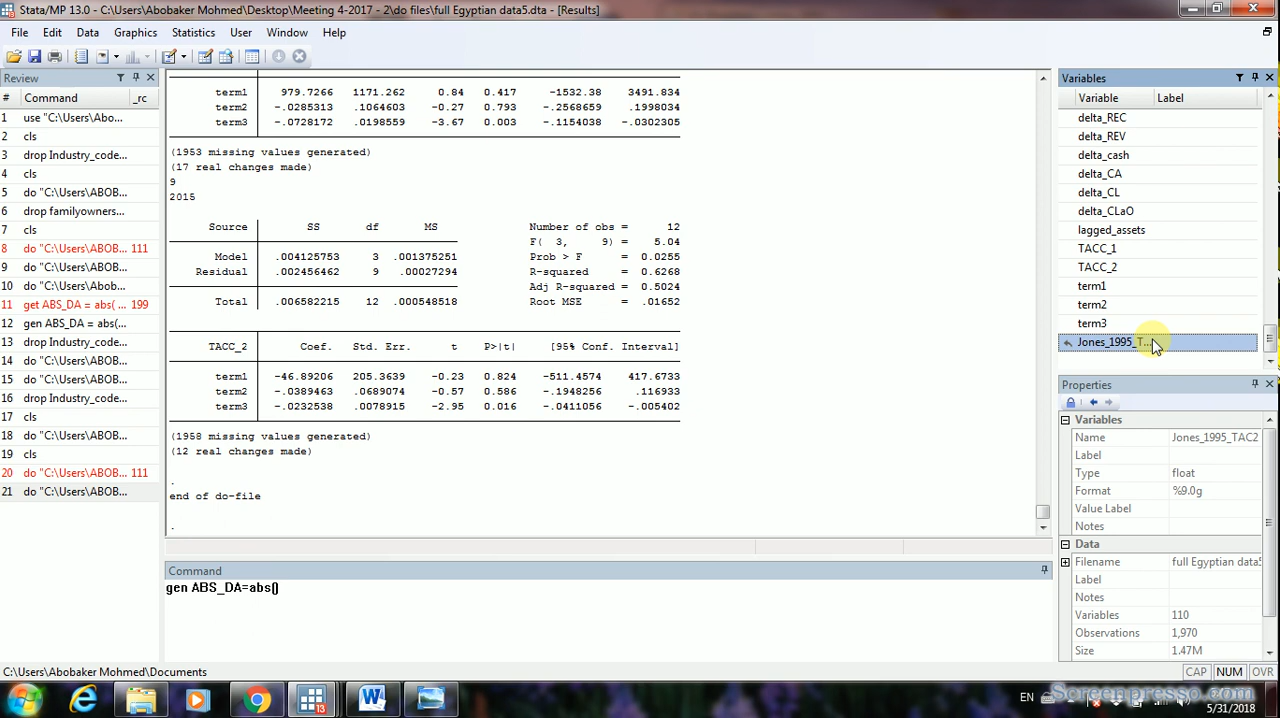 Stata/MP 13.0 - C:\Users\Abobaker Mohmed\Desktop\Meeting 4-2017 - 2\do files\full Egyptian data5.dta - [Results]
File Edit Data Graphics Statistics User Window Help
Review
# Command _rc
1 use "C:\Users\Abo...
2 cls
3 drop Industry_code...
4 cls
5 do "C:\Users\ABOB...
6 drop familyowners...
7 cls
8 do "C:\Users\ABOB... 111
9 do "C:\Users\ABOB...
10 do "C:\Users\Abob...
11 get ABS_DA = abs( ... 199
12 gen ABS_DA = abs(...
13 drop Industry_code...
14 do "C:\Users\ABOB...
15 do "C:\Users\ABOB...
16 drop Industry_code...
17 cls
18 do "C:\Users\ABOB...
19 cls
20 do "C:\Users\ABOB... 111
21 do "C:\Users\ABOB...
term1 979.7266 1171.262 0.84 0.417 -1532.38 3491.834
term2 -.0285313 .1064603 -0.27 0.793 -.2568659 .1998034
term3 -.0728172 .0198559 -3.67 0.003 -.1154038 -.0302305
(1953 missing values generated)
(17 real changes made)
9
2015
Source SS df MS Number of obs = 12
F( 3, 9) = 5.04
Model .004125753 3 .001375251 Prob > F = 0.0255
Residual .002456462 9 .00027294 R-squared = 0.6268
Adj R-squared = 0.5024
Total .006582215 12 .000548518 Root MSE = .01652
TACC_2 Coef. Std. Err. t P>|t| [95% Conf. Interval]
term1 -46.89206 205.3639 -0.23 0.824 -511.4574 417.6733
term2 -.0389463 .0689074 -0.57 0.586 -.1948256 .116933
term3 -.0232538 .0078915 -2.95 0.016 -.0411056 -.005402
(1958 missing values generated)
(12 real changes made)
.
end of do-file
.
Command
gen ABS_DA=abs()
Variables
Variable Label
delta_REC
delta_REV
delta_cash
delta_CA
delta_CL
delta_CLaO
lagged_assets
TACC_1
TACC_2
term1
term2
term3
Jones_1995_T...
Properties
Variables
Name Jones_1995_TAC2
Label
Type float
Format %9.0g
Value Label
Notes
Data
Filename full Egyptian data5
Label
Notes
Variables 110
Observations 1,970
Size 1.47M
C:\Users\Abobaker Mohmed\Documents
CAP NUM OVR
13
EN
Screenpresso.com
5/31/2018